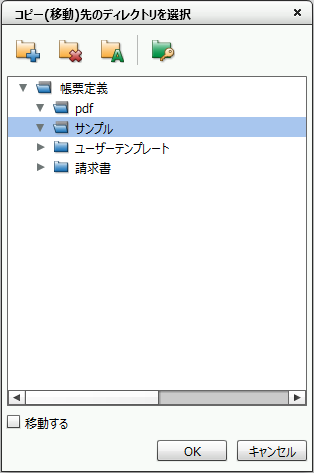 コピー(移動)先のディレクトリを選択
A
帳票定義
pdf
サンプル
ユーザーテンプレート
請求書
移動する
OK
キャンセル